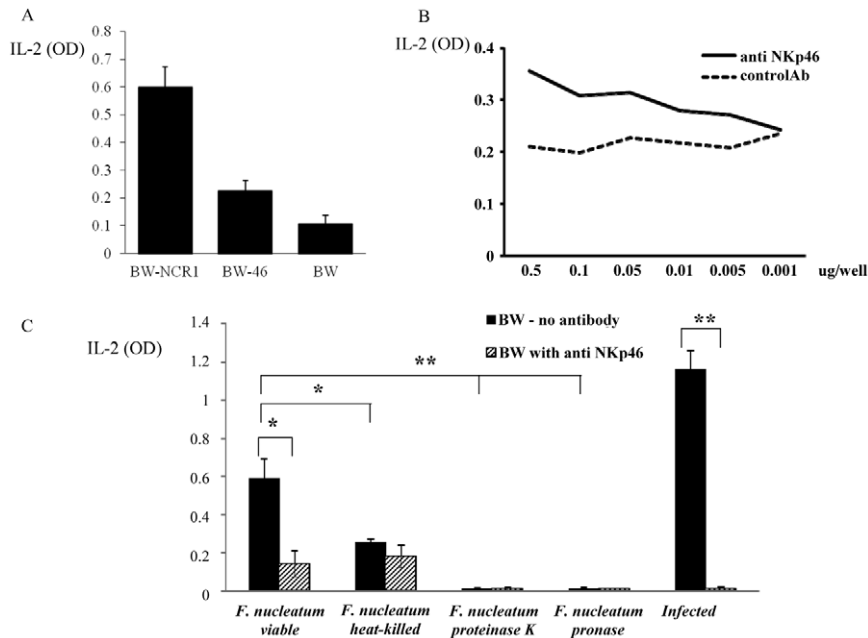 A
IL-2 (OD)
0.8
0.7
0.6
0.5
0.4
0.3
0.2
0.1
0
BW-NCR1 BW-46 BW
B
IL-2 (OD)
0.4
0.3
0.2
0.1
0
anti NKp46
controlAb
0.5 0.1 0.05 0.01 0.005 0.001 ug/well
C
IL-2 (OD)
1.4
1.2
1
0.8
0.6
0.4
0.2
0
BW - no antibody
BW with anti NKp46
**
**
*
*
F. nucleatum F. nucleatum F. nucleatum F. nucleatum Infected
viable heat-killed proteinase K pronase